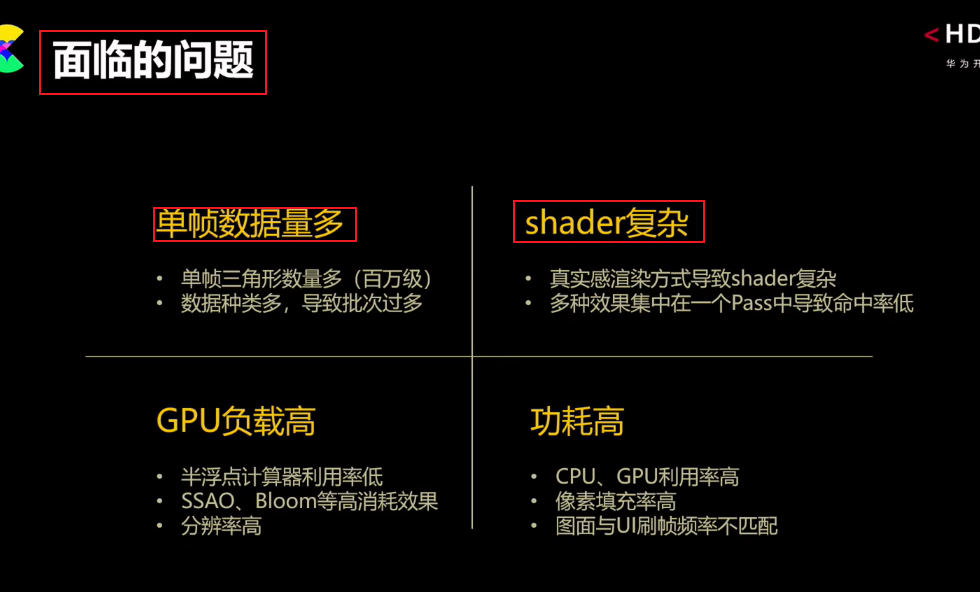 面临的问题
<HD
华为开
单帧数据量多
• 单帧三角形数量多（百万级）
• 数据种类多，导致批次过多
shader复杂
• 真实感渲染方式导致shader复杂
• 多种效果集中在一个Pass中导致命中率低
GPU负载高
• 半浮点计算器利用率低
• SSAO、Bloom等高消耗效果
• 分辨率高
功耗高
• CPU、GPU利用率高
• 像素填充率高
• 图面与UI刷帧频率不匹配